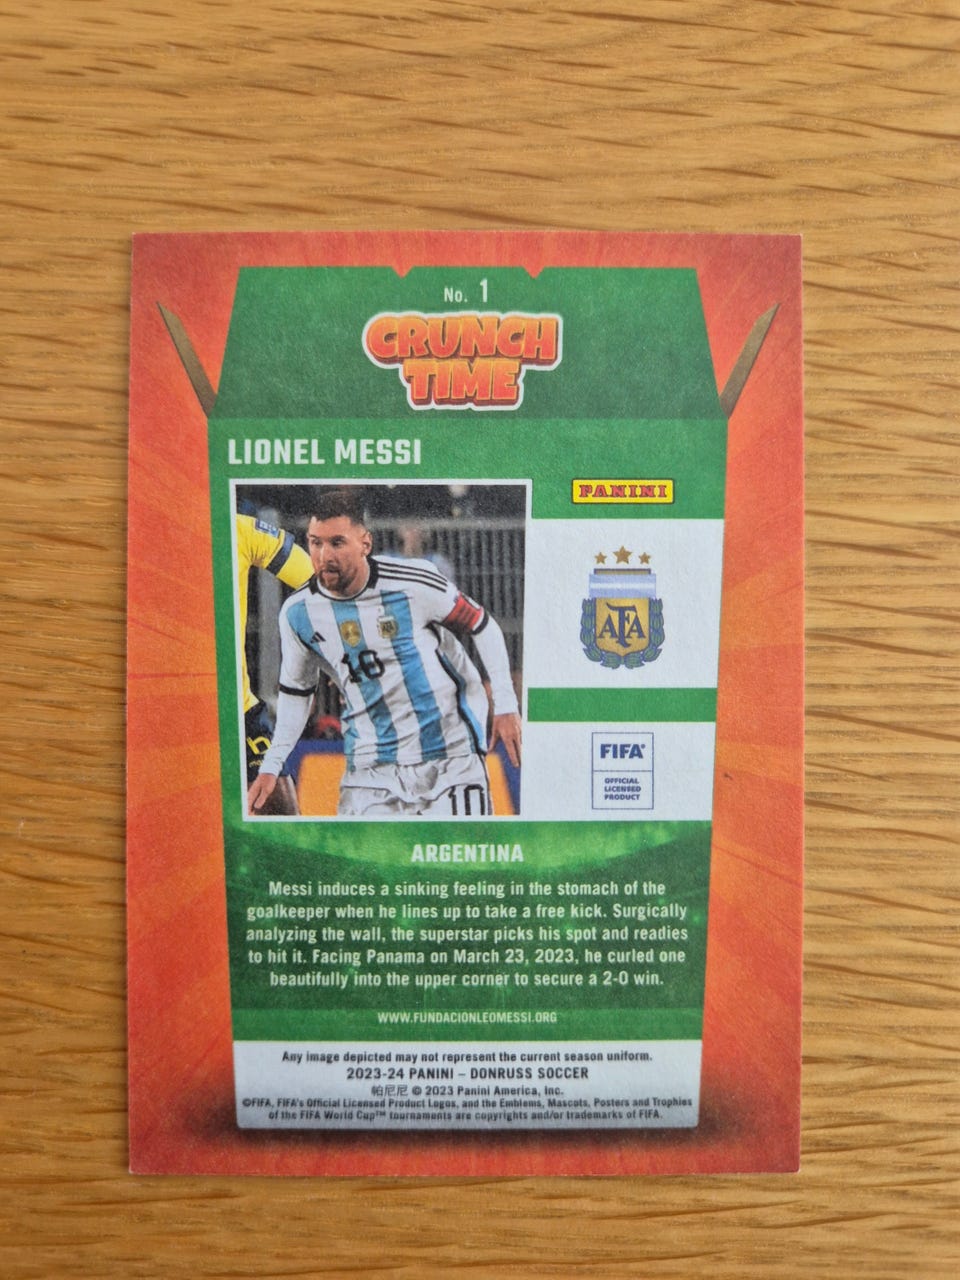 No. 1
CRUNCH
TIME
LIONEL MESSI
PANINI
AFA
10
10
FIFA
OFFICIAL
LICENSED
PRODUCT
ARGENTINA
Messi induces a sinking feeling in the stomach of the
goalkeeper when he lines up to take a free kick. Surgically
analyzing the wall, the superstar picks his spot and readies
to hit it. Facing Panama on March 23, 2023, he curled one
beautifully into the upper corner to secure a 2-0 win.
WWW.FUNDACIONLEOMESSI.ORG
Any image depicted may not represent the current season uniform.
2023-24 PANINI – DONRUSS SOCCER
帕尼尼 © 2023 Panini America, Inc.
©FIFA, FIFA's Official Licensed Product Logos, and the Emblems, Mascots, Posters and Trophies
of the FIFA World Cup™ tournaments are copyrights and/or trademarks of FIFA.